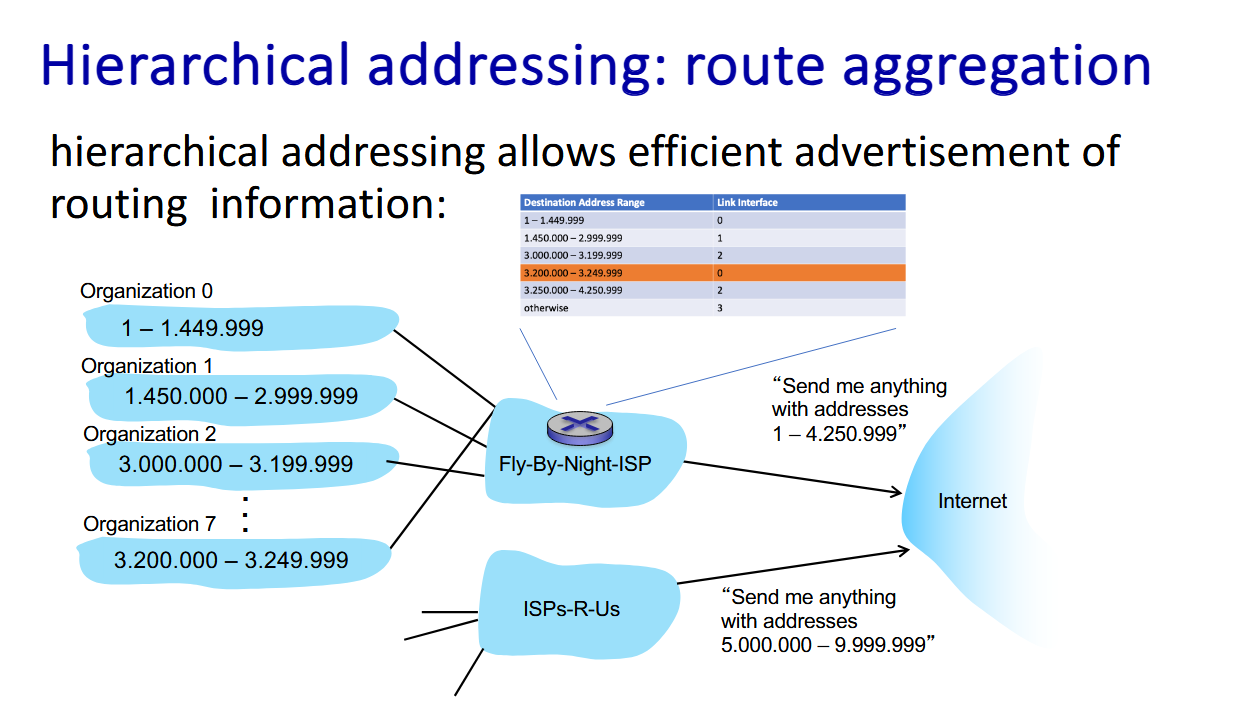 Hierarchical addressing: route aggregation
hierarchical addressing allows efficient advertisement of
routing information:
Destination Address Range Link Interface
1 – 1.449.999 0
1.450.000 – 2.999.999 1
3.000.000 – 3.199.999 2
3.200.000 – 3.249.999 0
3.250.000 – 4.250.999 2
otherwise 3
Organization 0
1 – 1.449.999
Organization 1
1.450.000 – 2.999.999
Organization 2
3.000.000 – 3.199.999
Organization 7
3.200.000 – 3.249.999
Fly-By-Night-ISP
“Send me anything
with addresses
1 – 4.250.999”
Internet
ISPs-R-Us
“Send me anything
with addresses
5.000.000 – 9.999.999”